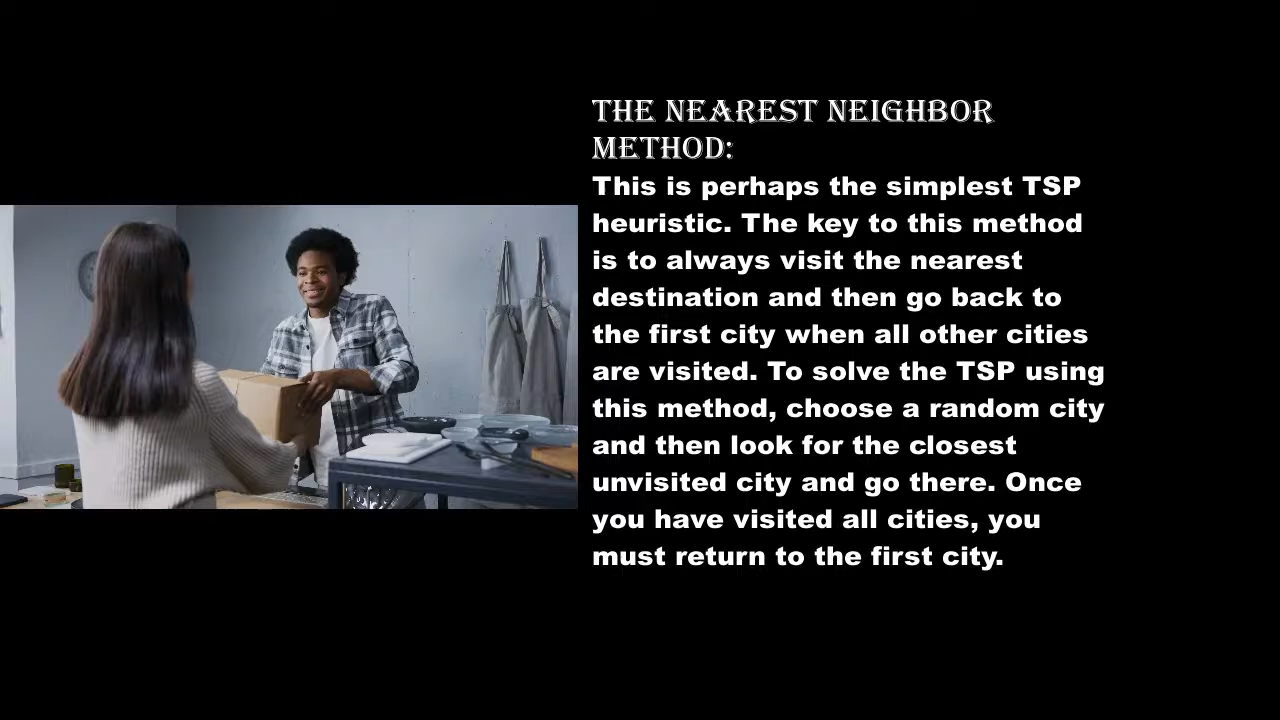 THE NEAREST NEIGHBOR
METHOD:
This is perhaps the simplest TSP
heuristic. The key to this method
is to always visit the nearest
destination and then go back to
the first city when all other cities
are visited. To solve the TSP using
this method, choose a random city
and then look for the closest
unvisited city and go there. Once
you have visited all cities, you
must return to the first city.